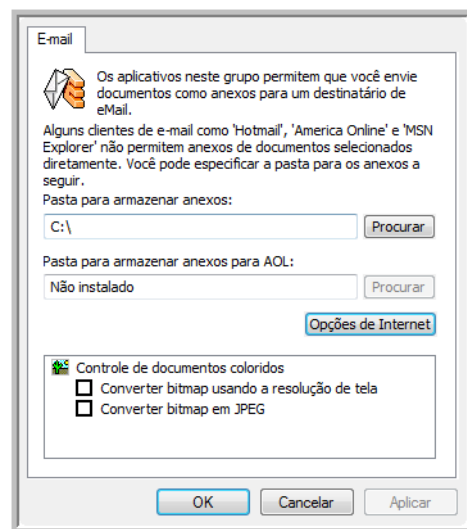 E-mail
Os aplicativos neste grupo permitem que você envie
documentos como anexos para um destinatário de
eMail.
Alguns clientes de e-mail como 'Hotmail', 'America Online' e 'MSN
Explorer' não permitem anexos de documentos selecionados
diretamente. Você pode especificar a pasta para os anexos a
seguir.
Pasta para armazenar anexos:
C:\
Procurar
Pasta para armazenar anexos para AOL:
Não instalado
Procurar
Opções de Internet
Controle de documentos coloridos
Converter bitmap usando a resolução de tela
Converter bitmap em JPEG
OK
Cancelar
Aplicar